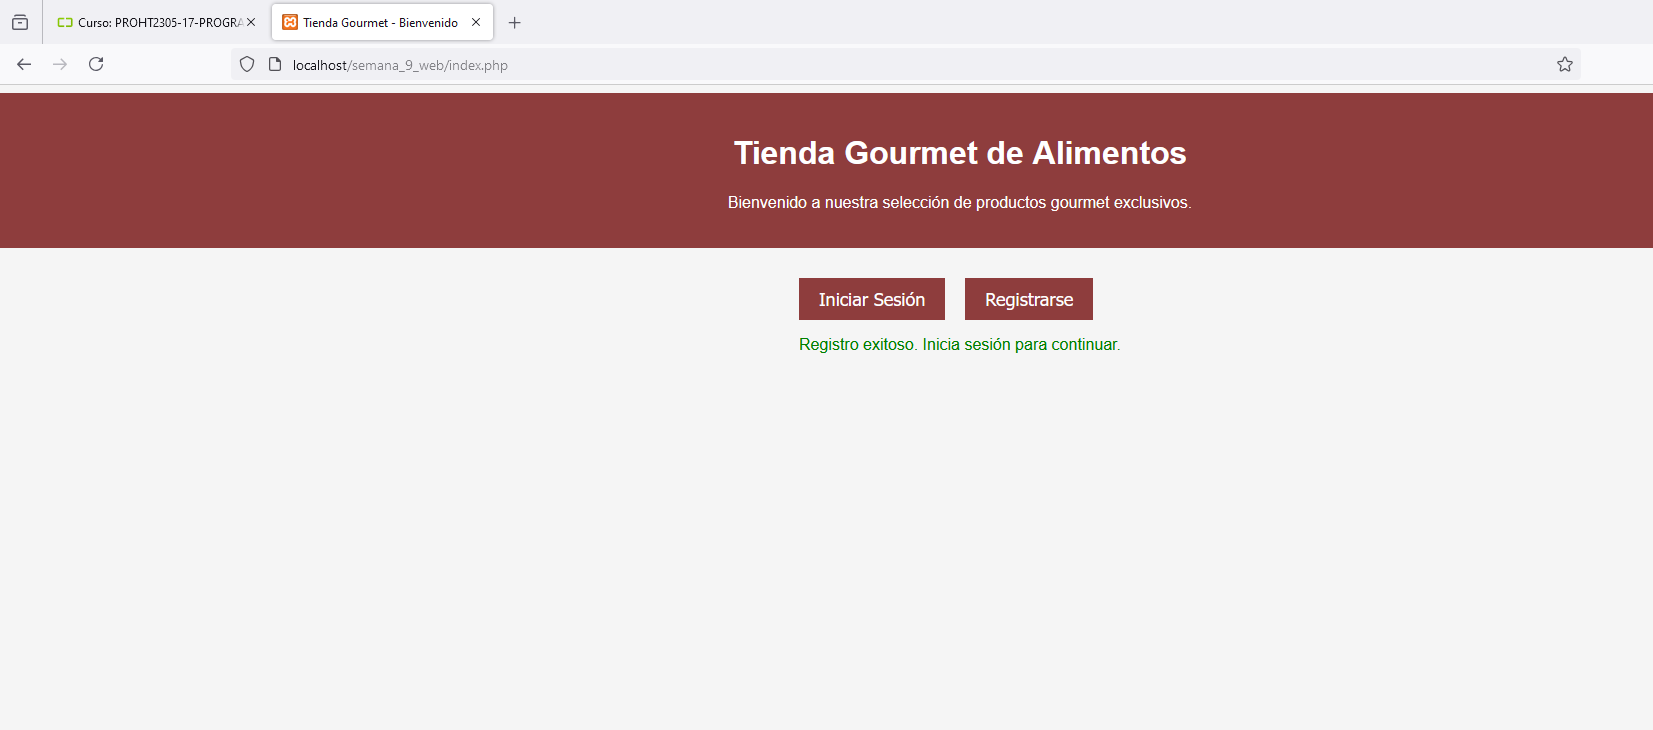 Curso: PROHT2305-17-PROGRA
Tienda Gourmet - Bienvenido
localhost/semana_9_web/index.php
Tienda Gourmet de Alimentos
Bienvenido a nuestra selección de productos gourmet exclusivos.
Iniciar Sesión Registrarse
Registro exitoso. Inicia sesión para continuar.